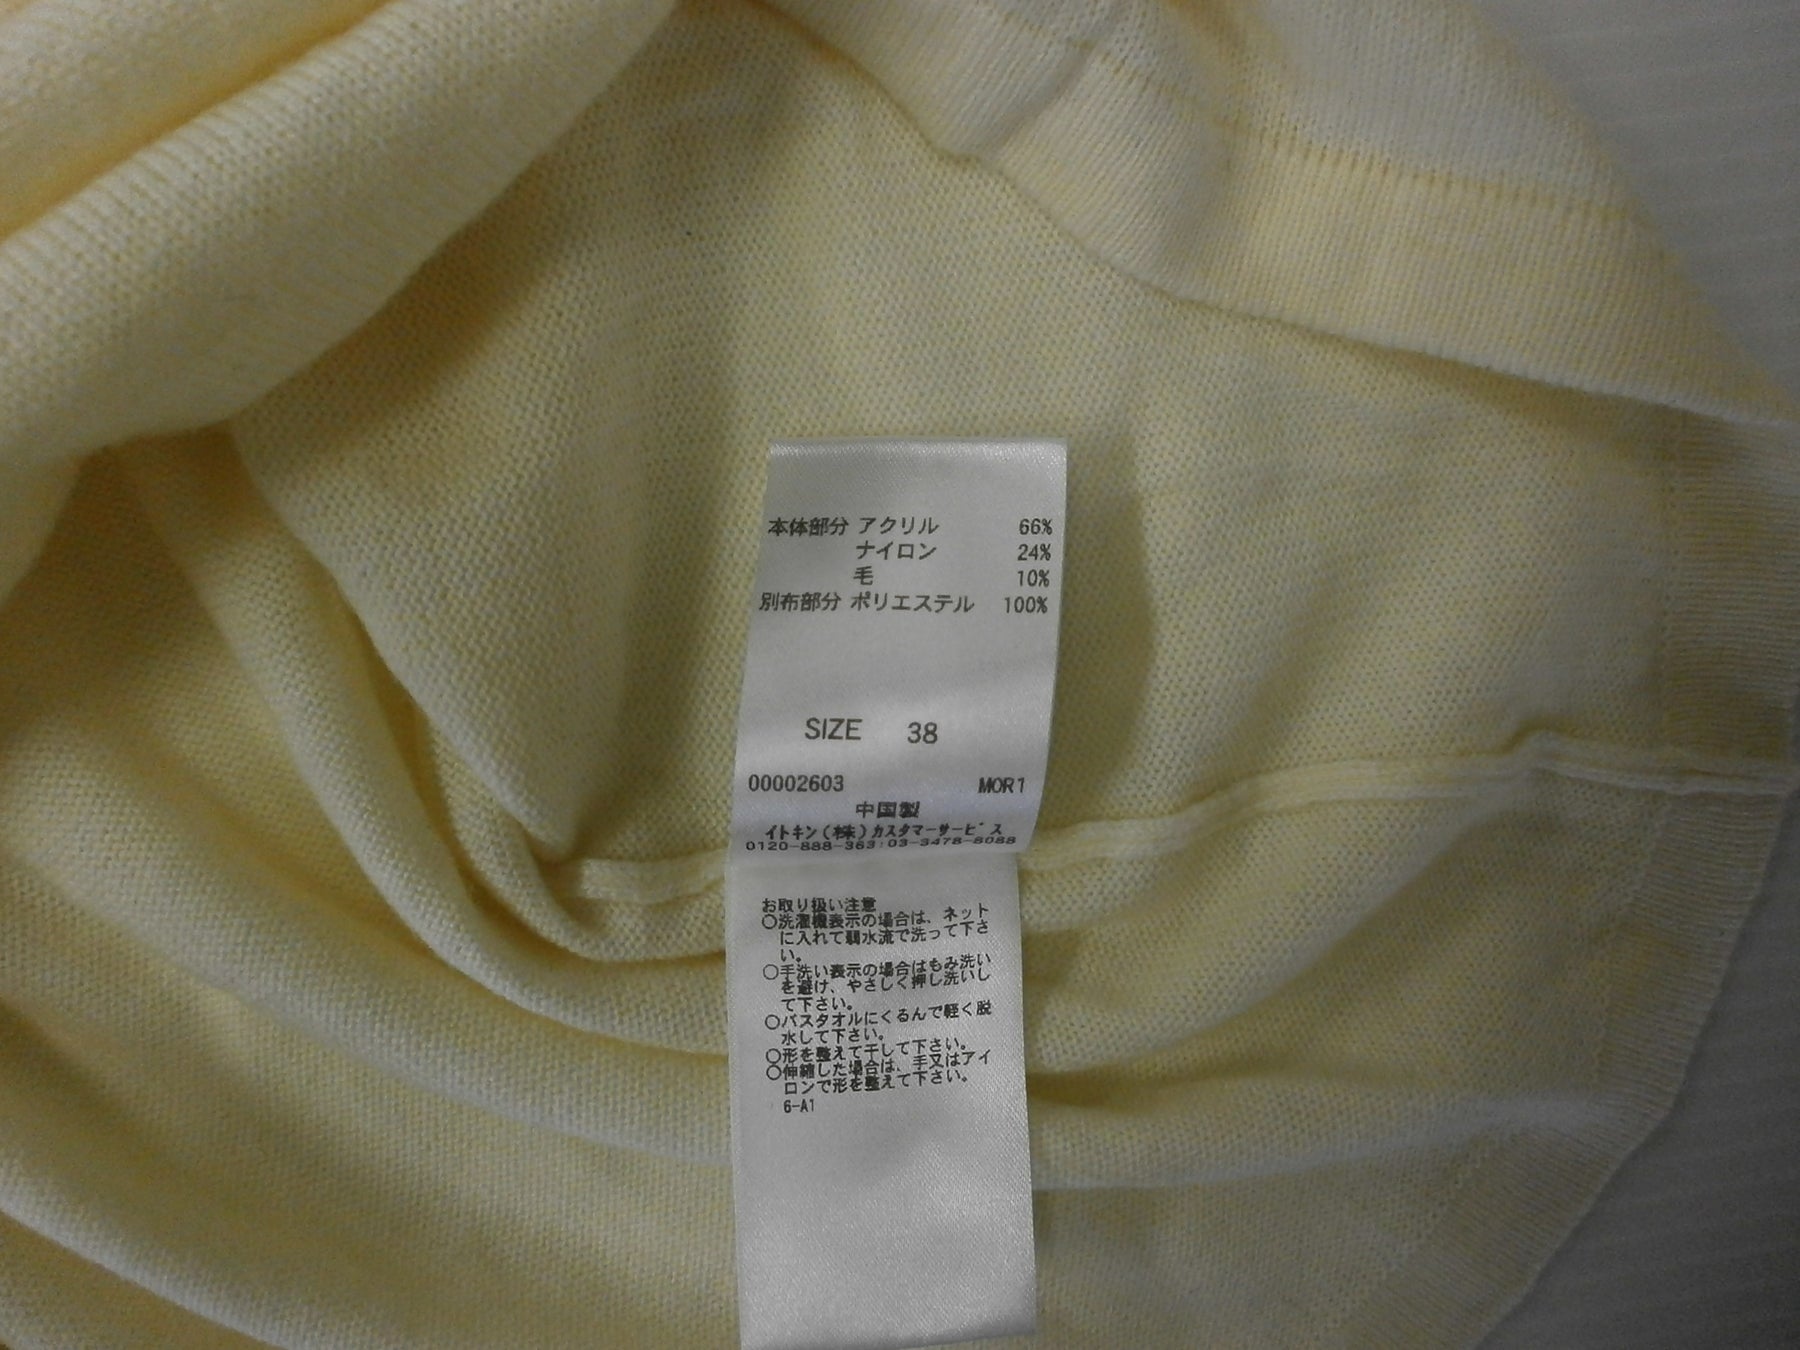 本体部分 アクリル 66%
ナイロン 24%
毛 10%
別布部分 ポリエステル 100%
SIZE 38
00002603 MOR1
中国製
イトキン(株)カスタマーサービス
0120-888-363:03-3478-8088
お取り扱い注意
○洗濯機表示の場合は、ネット
に入れて弱水流で洗って下さ
い。
○手洗い表示の場合はもみ洗い
を避け、やさしく押し洗いし
て下さい。
○バスタオルにくるんで軽く脱
水して下さい。
○形を整えて干して下さい。
○伸縮した場合は、手又はアイ
ロンで形を整えて下さい。
6-A1